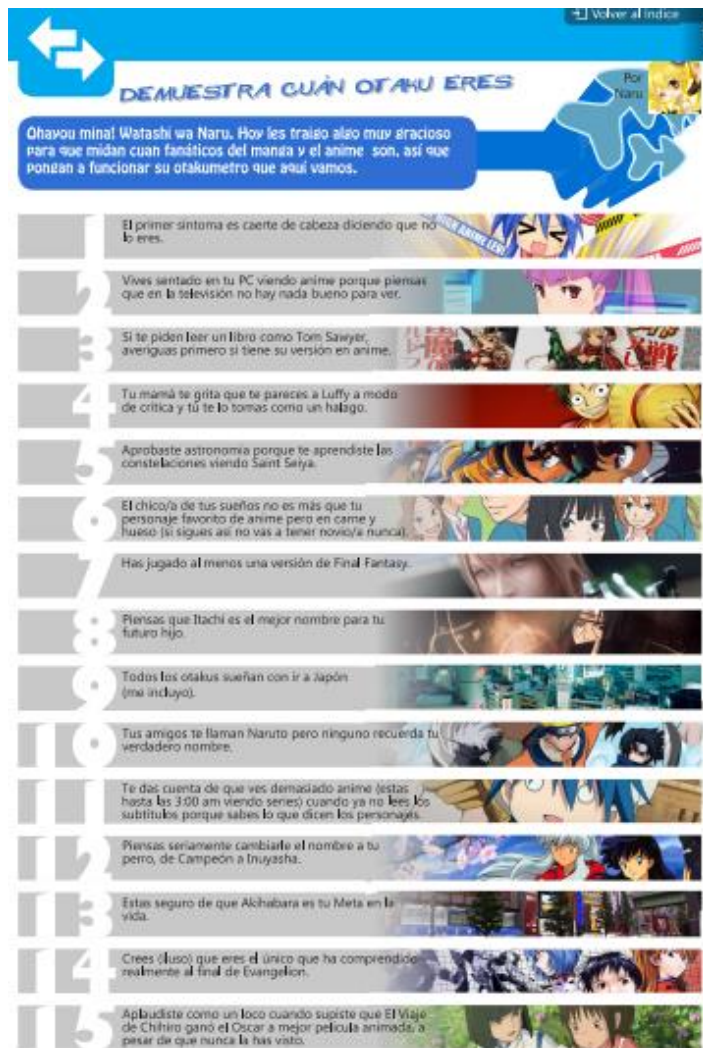 Volver al índice
DEMUESTRA CUÁN OTAKU ERES
Por
Naru
Ohayou mina! Watashi wa Naru. Hoy les traigo algo muy gracioso
para que midan cuan fanáticos del manga y el anime son, así que
pongan a funcionar su otakumetro que aquí vamos.
1
El primer síntoma es caerte de cabeza diciendo que no
lo eres.
2
Vives sentado en tu PC viendo anime porque piensas
que en la televisión no hay nada bueno para ver.
3
Si te piden leer un libro como Tom Sawyer,
averiguas primero si tiene su versión en anime.
4
Tu mamá te grita que te pareces a Luffy a modo
de crítica y tú te lo tomas como un halago.
5
Aprobaste astronomía porque te aprendiste las
constelaciones viendo Saint Seiya.
6
El chico/a de tus sueños no es más que tu
personaje favorito de anime pero en carne y
hueso (si sigues así no vas a tener novio/a nunca).
7
Has jugado al menos una versión de Final Fantasy.
8
Piensas que Itachi es el mejor nombre para tu
futuro hijo.
9
Todos los otakus sueñan con ir a Japón
(me incluyo).
10
Tus amigos te llaman Naruto pero ninguno recuerda tu
verdadero nombre.
11
Te das cuenta de que ves demasiado anime (estas
hasta las 3:00 am viendo series) cuando ya no lees los
subtítulos porque sabes lo que dicen los personajes.
12
Piensas seriamente cambiarle el nombre a tu
perro, de Campeón a Inuyasha.
13
Estas seguro de que Akihabara es tu Meta en la
vida.
14
Crees (iluso) que eres el único que ha comprendido
realmente al final de Evangelion.
15
Aplaudiste como un loco cuando supiste que El Viaje
de Chihiro ganó el Oscar a mejor película animada, a
pesar de que nunca la has visto.